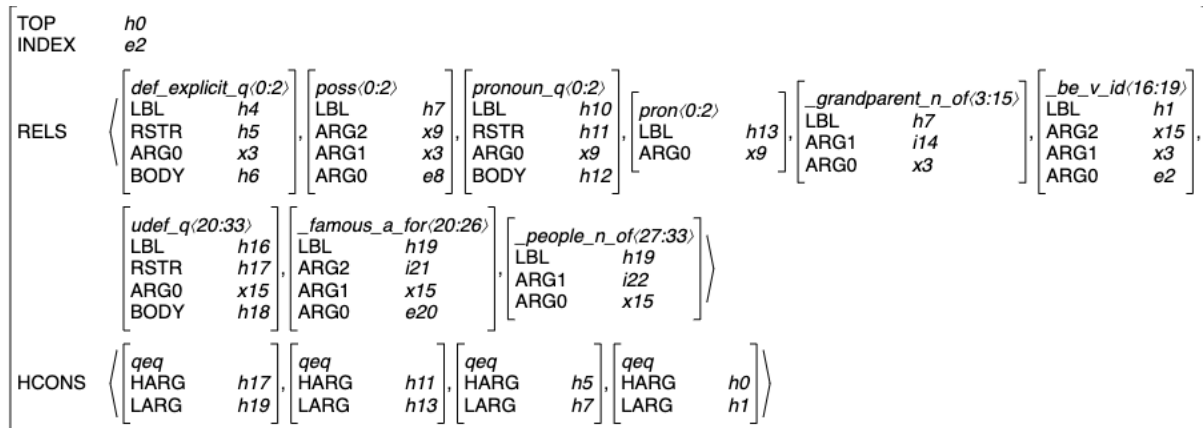 TOP h0
INDEX e2
def_explicit_q⟨0:2⟩ poss⟨0:2⟩ pronoun_q⟨0:2⟩ pron⟨0:2⟩ _grandparent_n_of⟨3:15⟩ _be_v_id⟨16:19⟩
RELS ⟨ LBL h4 RSTR h5 ARG0 x3 BODY h6 , LBL h7 ARG2 x9 ARG1 x3 ARG0 e8 , LBL h10 RSTR h11 ARG0 x9 BODY h12 , LBL h13 ARG0 x9 , LBL h7 ARG1 i14 ARG0 x3 , LBL h1 ARG2 x15 ARG1 x3 ARG0 e2 ,
udef_q⟨20:33⟩ _famous_a_for⟨20:26⟩ _people_n_of⟨27:33⟩
LBL h16 RSTR h17 ARG0 x15 BODY h18 , LBL h19 ARG2 i21 ARG1 x15 ARG0 e20 , LBL h19 ARG1 i22 ARG0 x15 ⟩
qeq qeq qeq qeq
HCONS ⟨ HARG h17 , HARG h11 , HARG h5 , HARG h0 ⟩
LARG h19 LARG h13 LARG h7 LARG h1